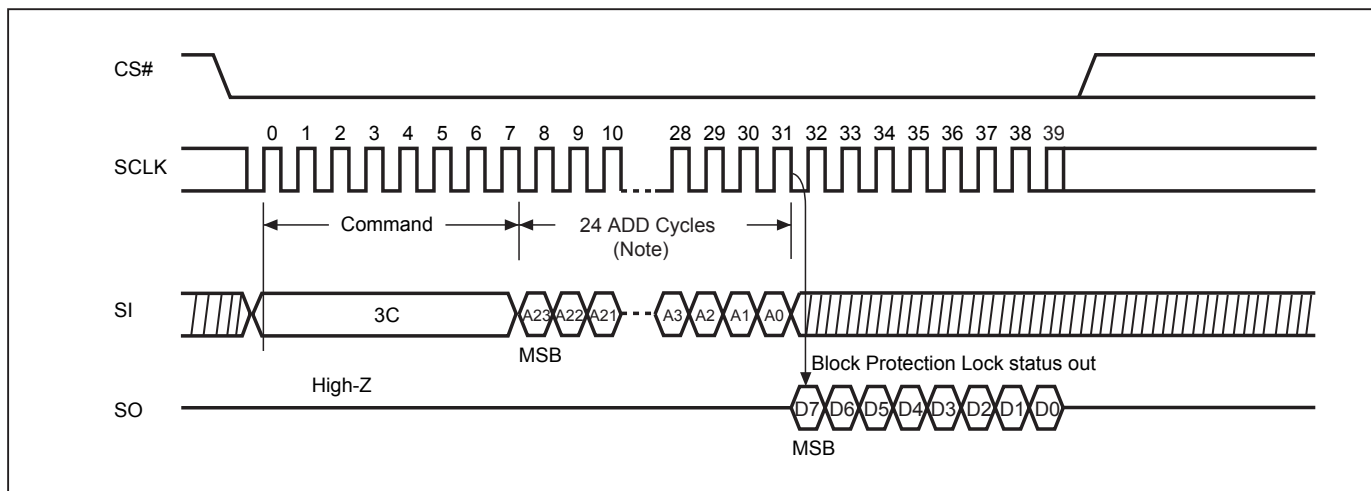 CS#
0 1 2 3 4 5 6 7 8 9 10 28 29 30 31 32 33 34 35 36 37 38 39
SCLK
Command
24 ADD Cycles
(Note)
SI
3C
A23 A22 A21 A3 A2 A1 A0
MSB
Block Protection Lock status out
High-Z
SO
D7 D6 D5 D4 D3 D2 D1 D0
MSB